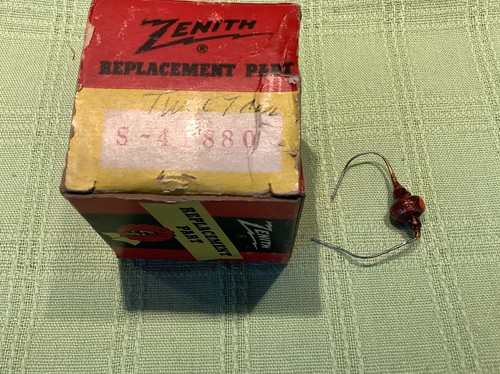 ZENITH
®
REPLACEMENT PART
S-4 880
REPLACEMENT
PART
ZENITH